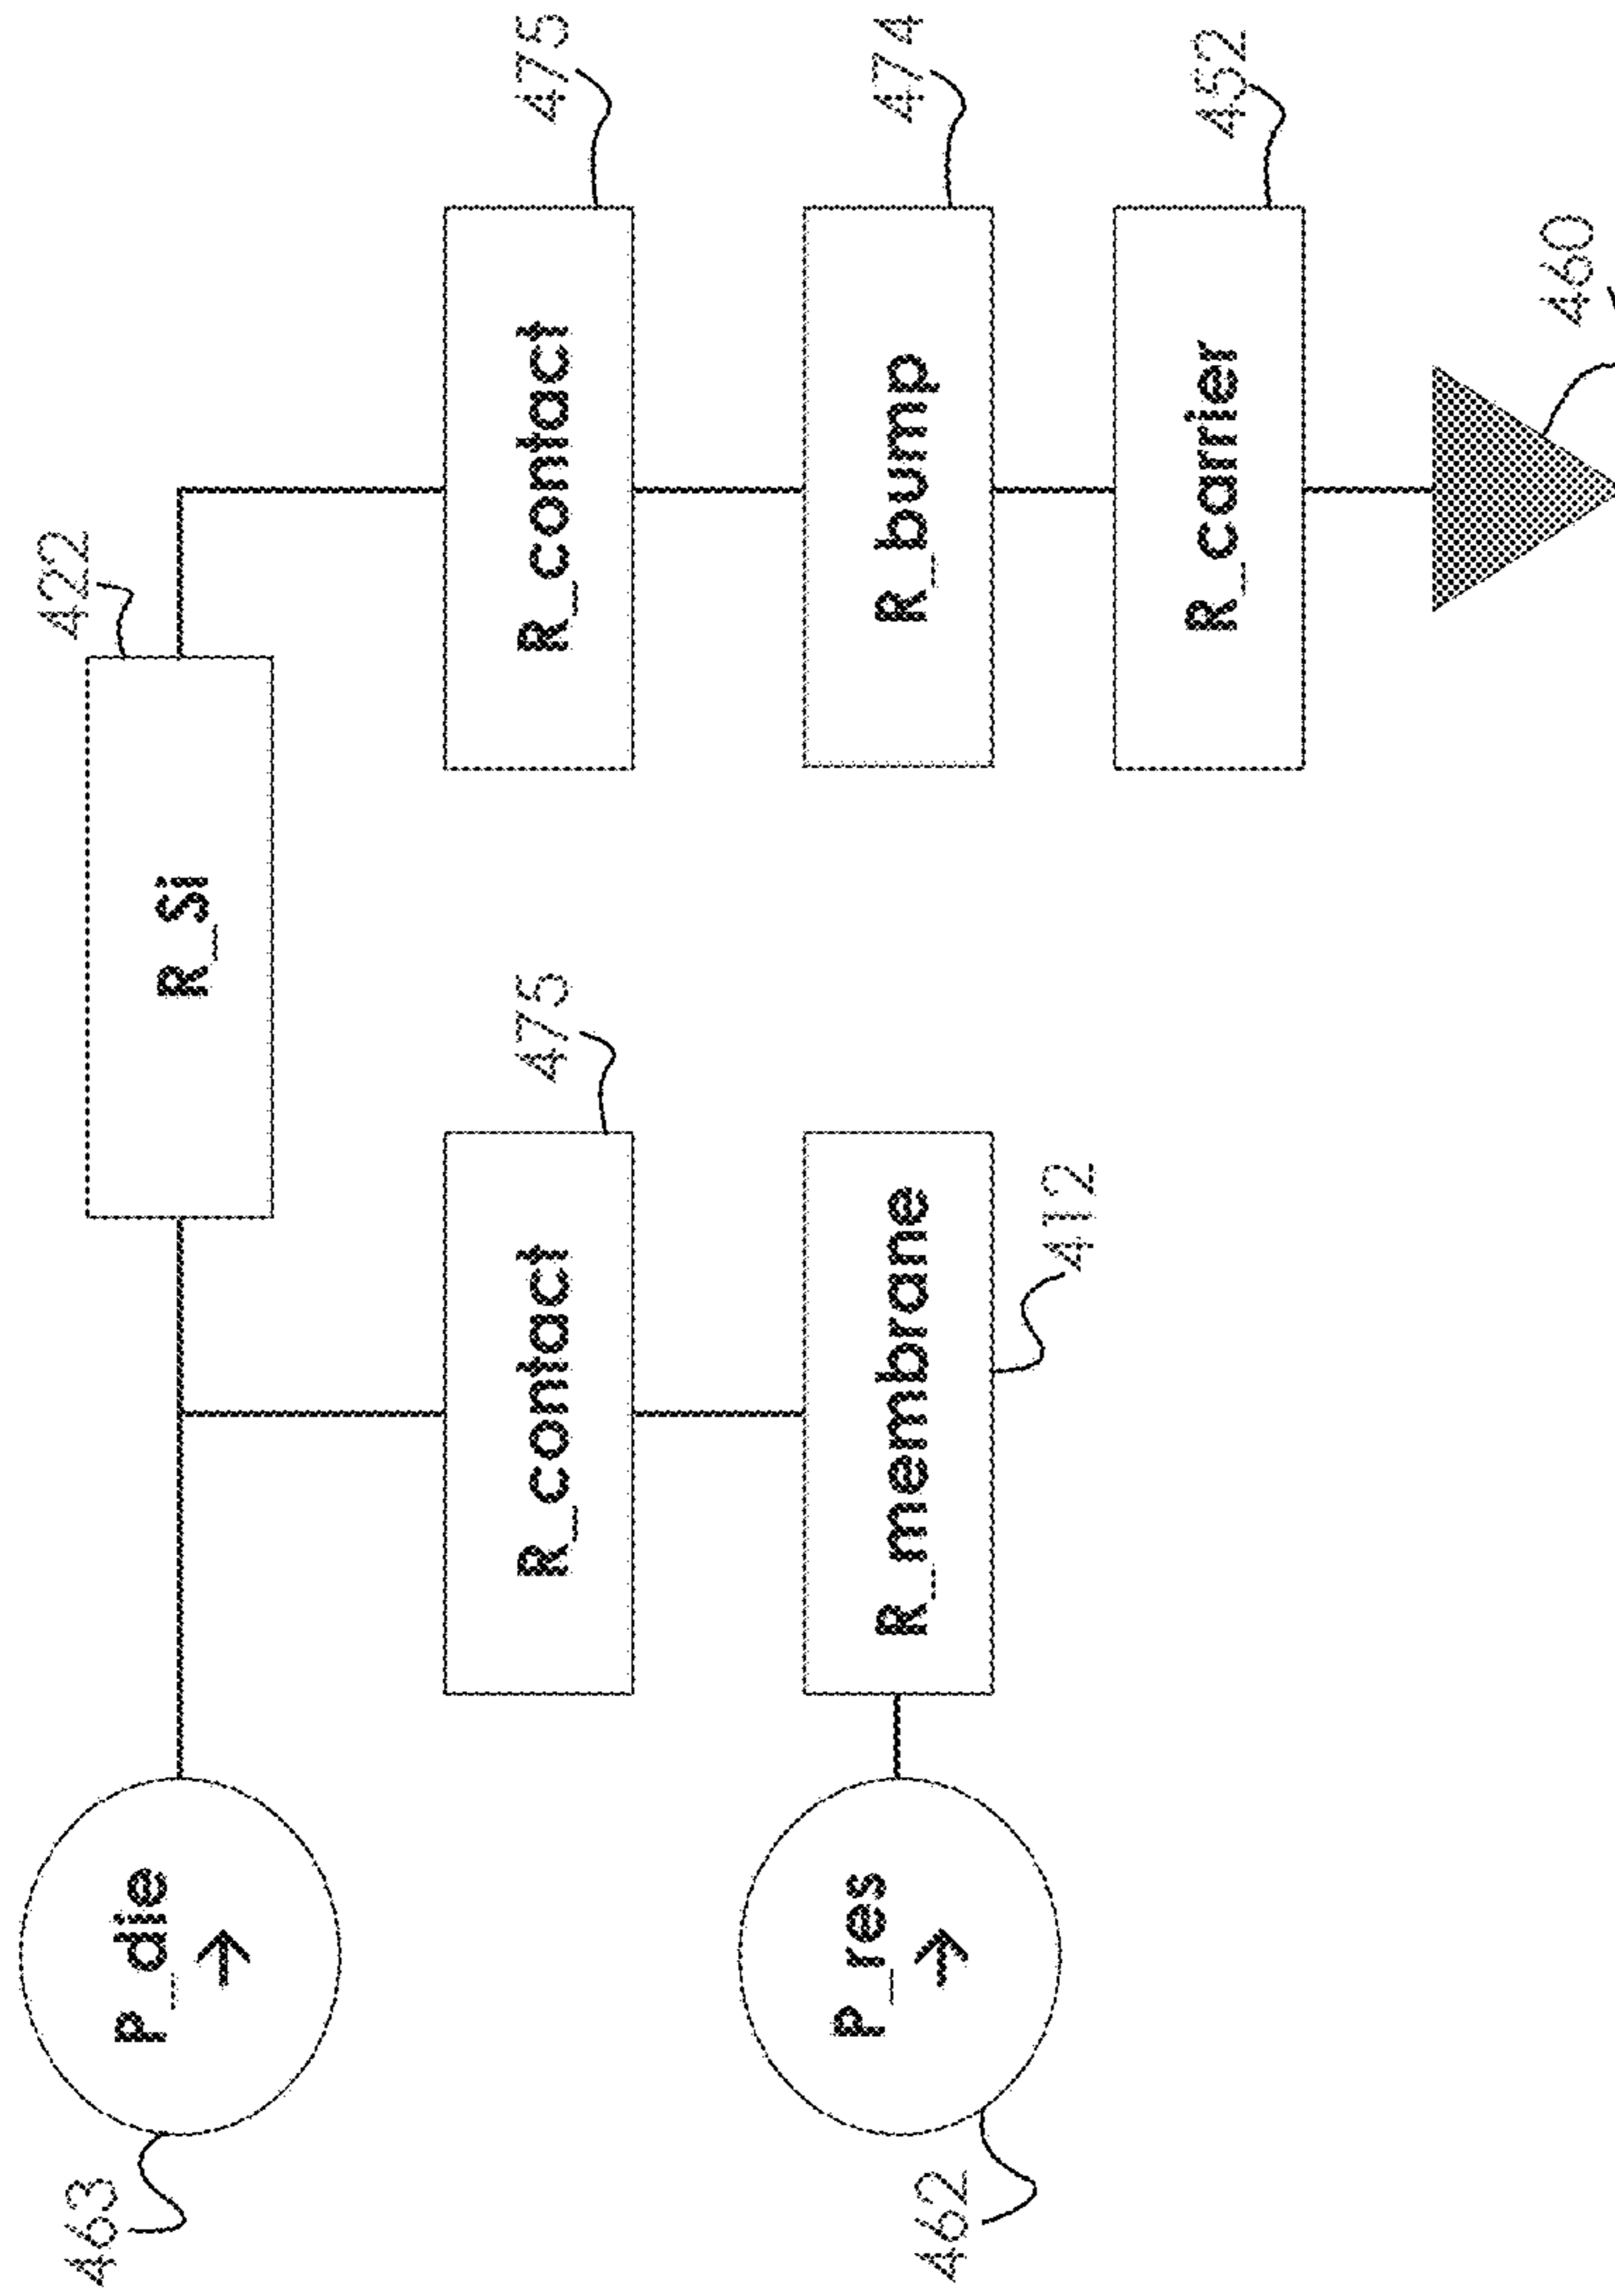 463
422
P_die
R_Si
R_contact
475
R_contact
475
P_res
R_membrane
R_bump
474
462
412
R_carrier
452
460